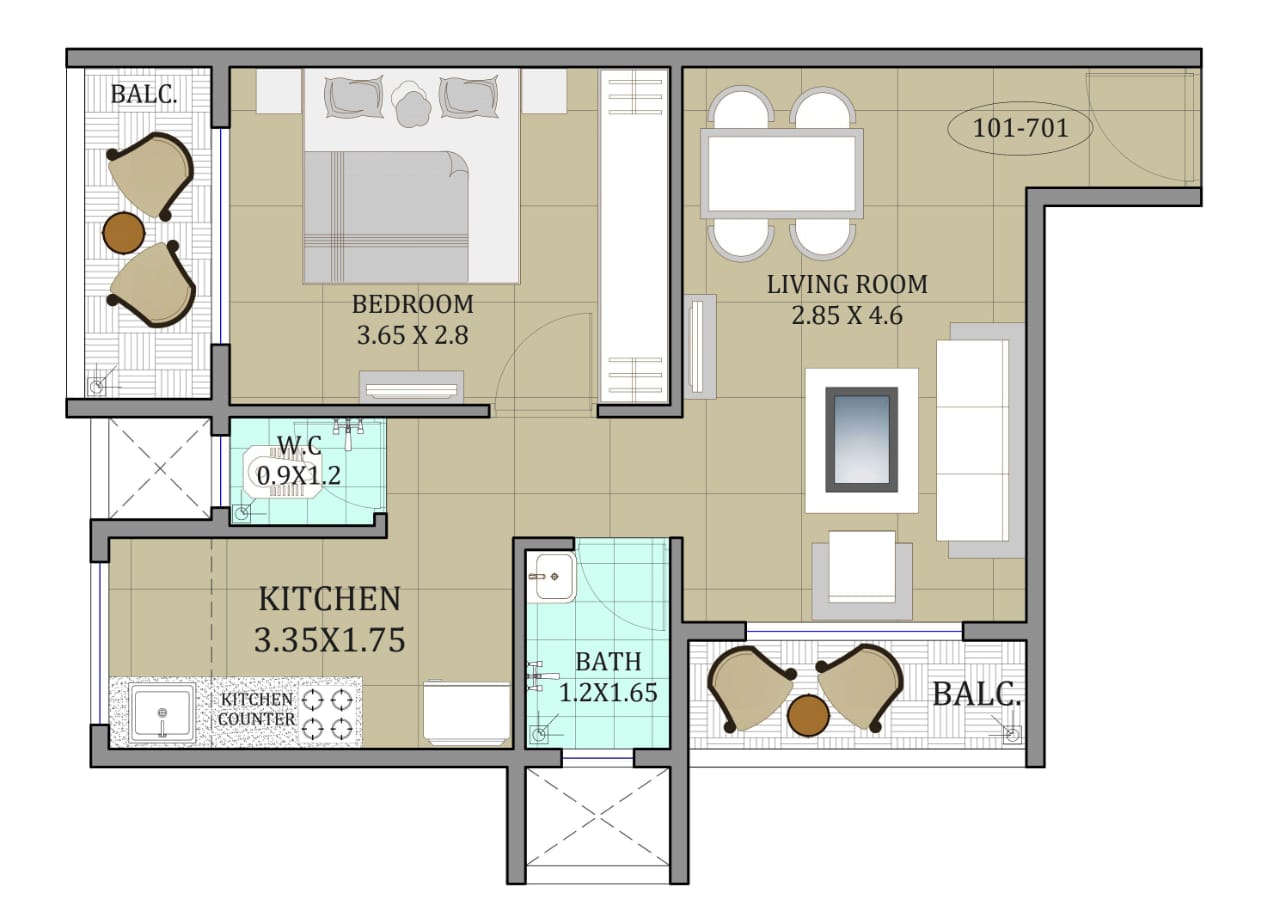 BALC.
101-701
LIVING ROOM
2.85 X 4.6
BEDROOM
3.65 X 2.8
W.C
0.9X1.2
KITCHEN
3.35X1.75
BATH
1.2X1.65
KITCHEN
COUNTER
BALC.